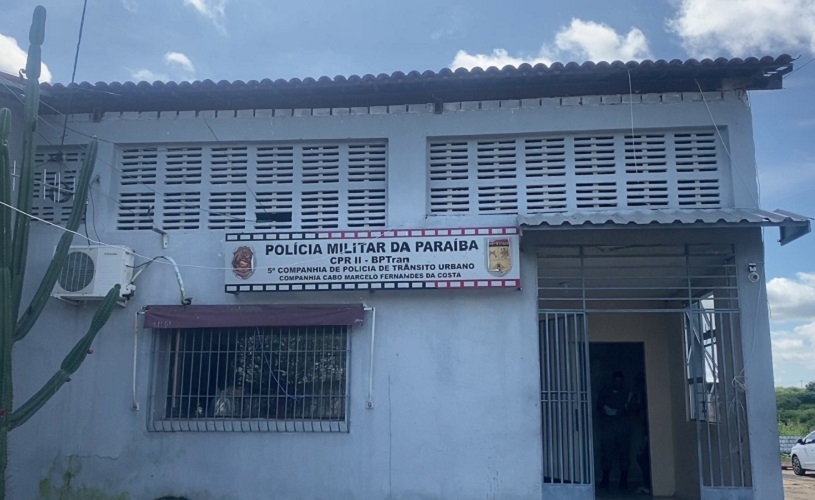 POLÍCIA MILITAR DA PARAÍBA
CPR II - BPTran
5ª COMPANHIA DE POLICIA DE TRÂNSITO URBANO
COMPANHIA CABO MARCELO FERNANDES DA COSTA